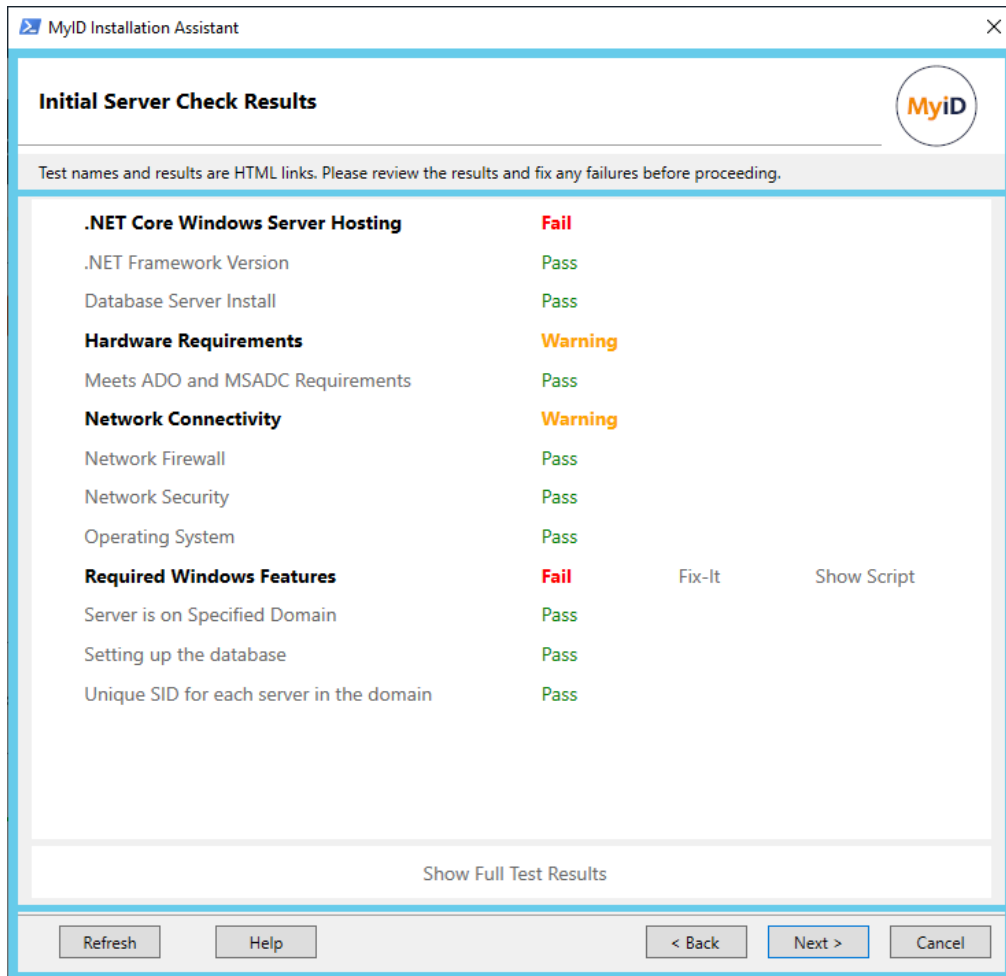 MyID Installation Assistant
Initial Server Check Results
MyiD
Test names and results are HTML links. Please review the results and fix any failures before proceeding.
.NET Core Windows Server Hosting Fail
.NET Framework Version Pass
Database Server Install Pass
Hardware Requirements Warning
Meets ADO and MSADC Requirements Pass
Network Connectivity Warning
Network Firewall Pass
Network Security Pass
Operating System Pass
Required Windows Features Fail Fix-It Show Script
Server is on Specified Domain Pass
Setting up the database Pass
Unique SID for each server in the domain Pass
Show Full Test Results
Refresh Help < Back Next > Cancel